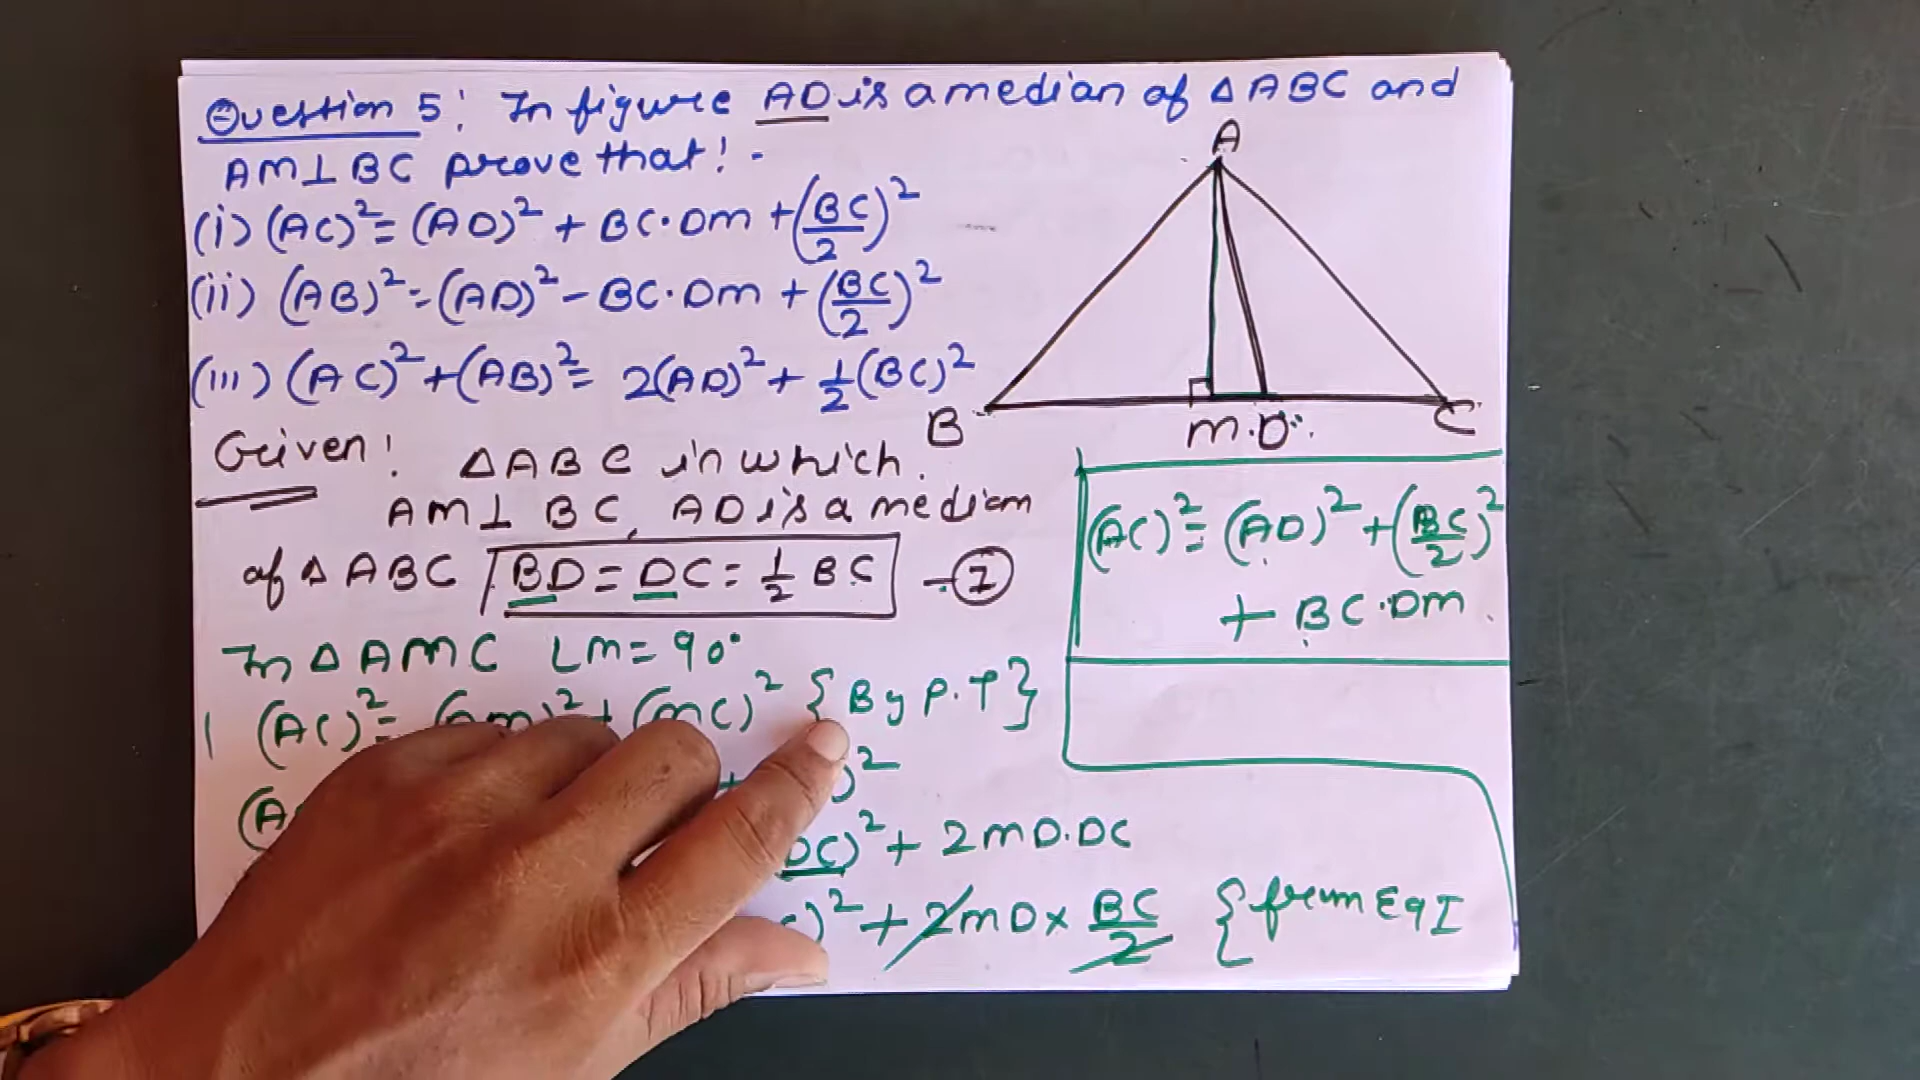 Question 5: In figure AD is a median of △ABC and
AM⊥BC prove that! -
(i) (AC)² = (AD)² + BC·DM + (BC/2)²
(ii) (AB)² = (AD)² - BC·DM + (BC/2)²
(iii) (AC)² + (AB)² = 2(AD)² + 1/2 (BC)²
A
B M.D. C
Given! △ABC in which.
AM⊥ BC, AD is a median
of △ABC BD = DC = 1/2 BC - I
In △AMC ∠M = 90°
(AC)² = (AM)² + (MC)² {By P.T}
(A + )²
DC)² + 2MD.DC
)² + 2MD × BC/2 {from Eq I
(AC)² = (AD)² + (BC/2)²
+ BC·DM